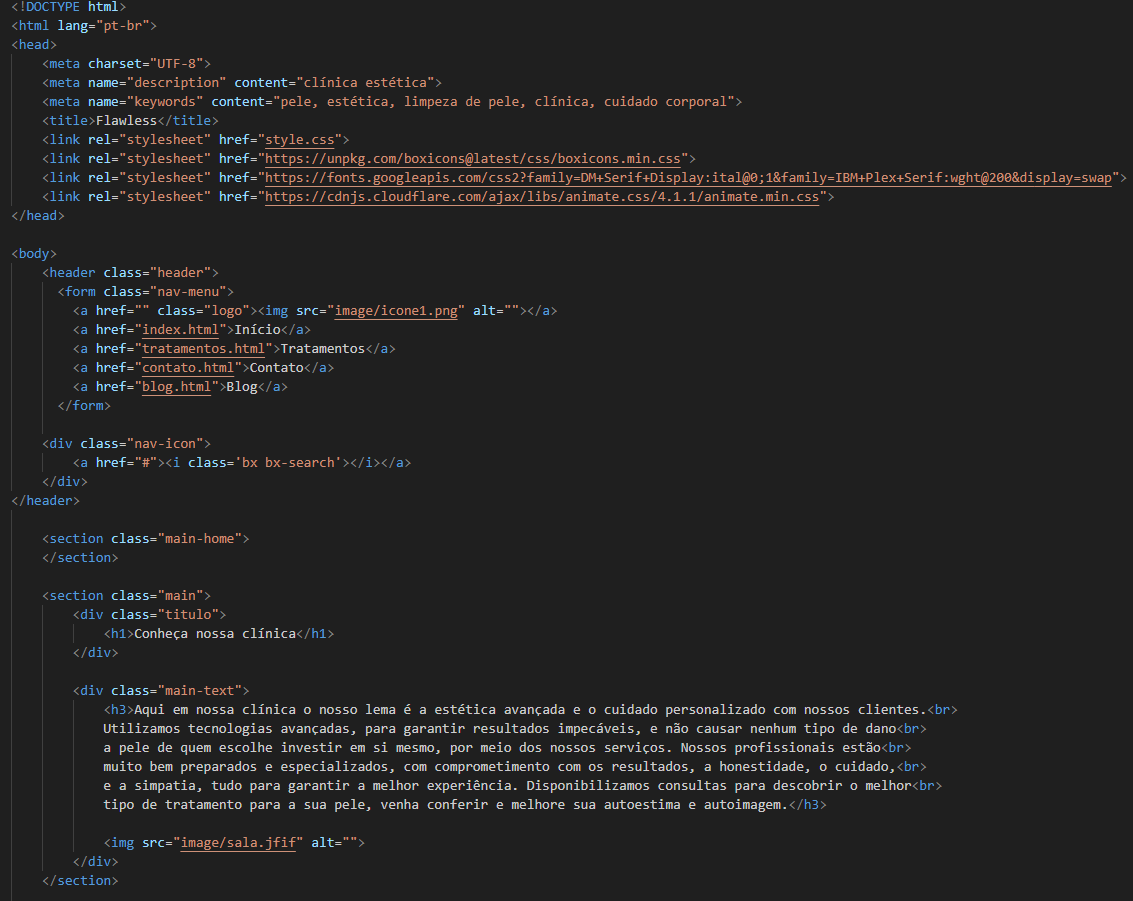 <!DOCTYPE html>
<html lang="pt-br">
<head>
    <meta charset="UTF-8">
    <meta name="description" content="clínica estética">
    <meta name="keywords" content="pele, estética, limpeza de pele, clínica, cuidado corporal">
    <title>Flawless</title>
    <link rel="stylesheet" href="style.css">
    <link rel="stylesheet" href="https://unpkg.com/boxicons@latest/css/boxicons.min.css">
    <link rel="stylesheet" href="https://fonts.googleapis.com/css2?family=DM+Serif+Display:ital@0;1&family=IBM+Plex+Serif:wght@200&display=swap">
    <link rel="stylesheet" href="https://cdnjs.cloudflare.com/ajax/libs/animate.css/4.1.1/animate.min.css">
</head>

<body>
    <header class="header">
      <form class="nav-menu">
        <a href="" class="logo"><img src="image/icone1.png" alt=""></a>
        <a href="index.html">Início</a>
        <a href="tratamentos.html">Tratamentos</a>
        <a href="contato.html">Contato</a>
        <a href="blog.html">Blog</a>
      </form>

    <div class="nav-icon">
        <a href="#"><i class='bx bx-search'></i></a>
    </div>
</header>

    <section class="main-home">
    </section>

    <section class="main">
        <div class="titulo">
            <h1>Conheça nossa clínica</h1>
        </div>

        <div class="main-text">
            <h3>Aqui em nossa clínica o nosso lema é a estética avançada e o cuidado personalizado com nossos clientes.<br>
            Utilizamos tecnologias avançadas, para garantir resultados impecáveis, e não causar nenhum tipo de dano<br>
            a pele de quem escolhe investir em si mesmo, por meio dos nossos serviços. Nossos profissionais estão<br>
            muito bem preparados e especializados, com comprometimento com os resultados, a honestidade, o cuidado,<br>
            e a simpatia, tudo para garantir a melhor experiência. Disponibilizamos consultas para descobrir o melhor<br>
            tipo de tratamento para a sua pele, venha conferir e melhore sua autoestima e autoimagem.</h3>

            <img src="image/sala.jfif" alt="">
        </div>
    </section>